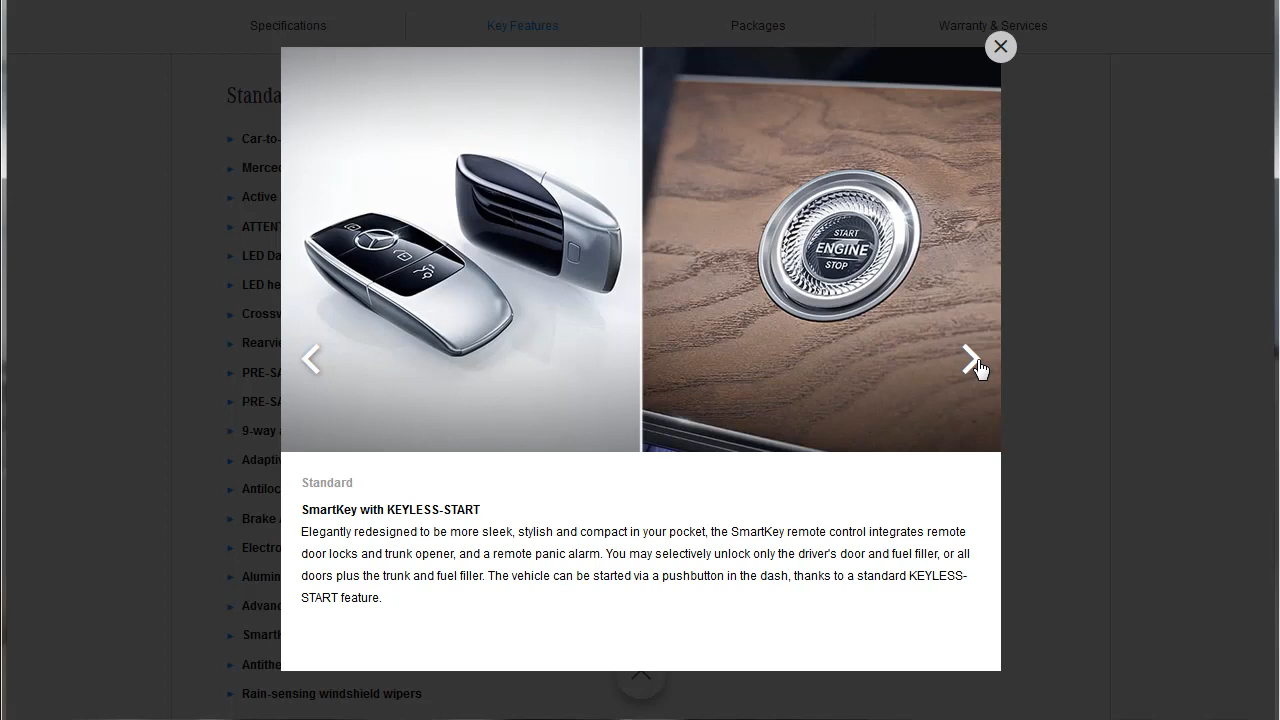 Specifications
Key Features
Packages
Warranty & Services
Standa
Car-to-
Merced
Active
ATTENT
LED Da
LED he
Crossw
Rearvie
PRE-SA
PRE-SA
9-way a
Adaptiv
Antiloc
Brake A
Electro
Alumin
Advanc
SmartK
Antithe
Rain-sensing windshield wipers
START
ENGINE
STOP
Standard
SmartKey with KEYLESS-START
Elegantly redesigned to be more sleek, stylish and compact in your pocket, the SmartKey remote control integrates remote
door locks and trunk opener, and a remote panic alarm. You may selectively unlock only the driver's door and fuel filler, or all
doors plus the trunk and fuel filler. The vehicle can be started via a pushbutton in the dash, thanks to a standard KEYLESS-
START feature.